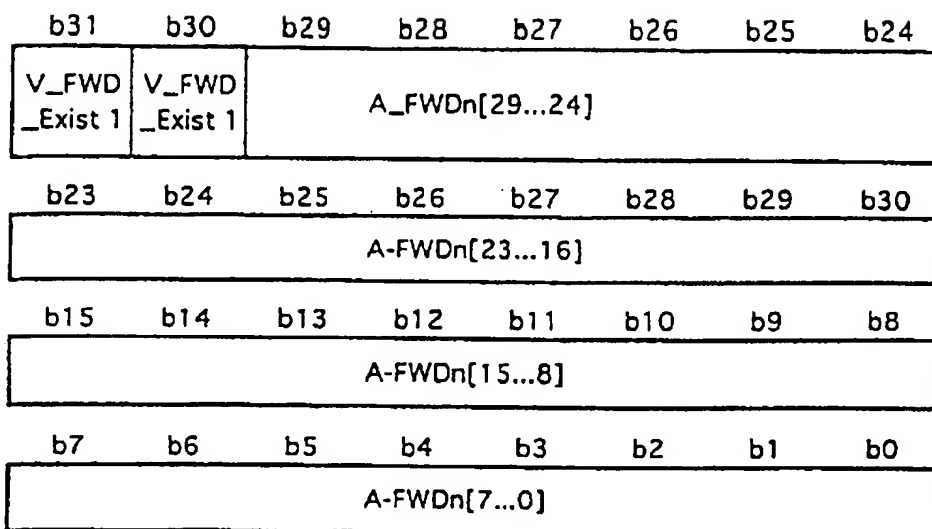 b31 b30 b29 b28 b27 b26 b25 b24
V_FWD V_FWD A_FWDn[29...24]
_Exist 1 _Exist 1
b23 b24 b25 b26 b27 b28 b29 b30
A-FWDn[23...16]
b15 b14 b13 b12 b11 b10 b9 b8
A-FWDn[15...8]
b7 b6 b5 b4 b3 b2 b1 b0
A-FWDn[7...0]